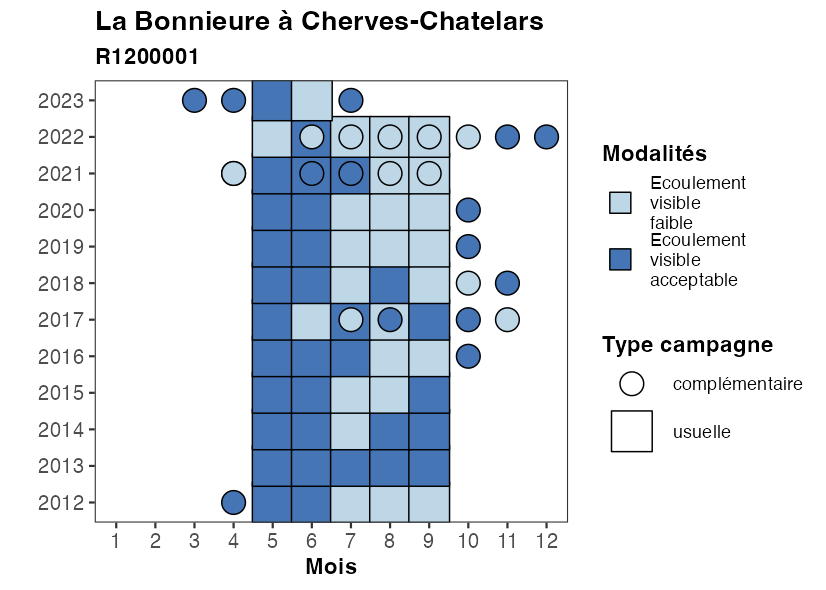 La Bonnieure à Cherves-Chatelars
R1200001
2023
2022
2021
2020
2019
2018
2017
2016
2015
2014
2013
2012
1 2 3 4 5 6 7 8 9 10 11 12
Mois
Modalités
Ecoulement
visible
faible
Ecoulement
visible
acceptable
Type campagne
complémentaire
usuelle